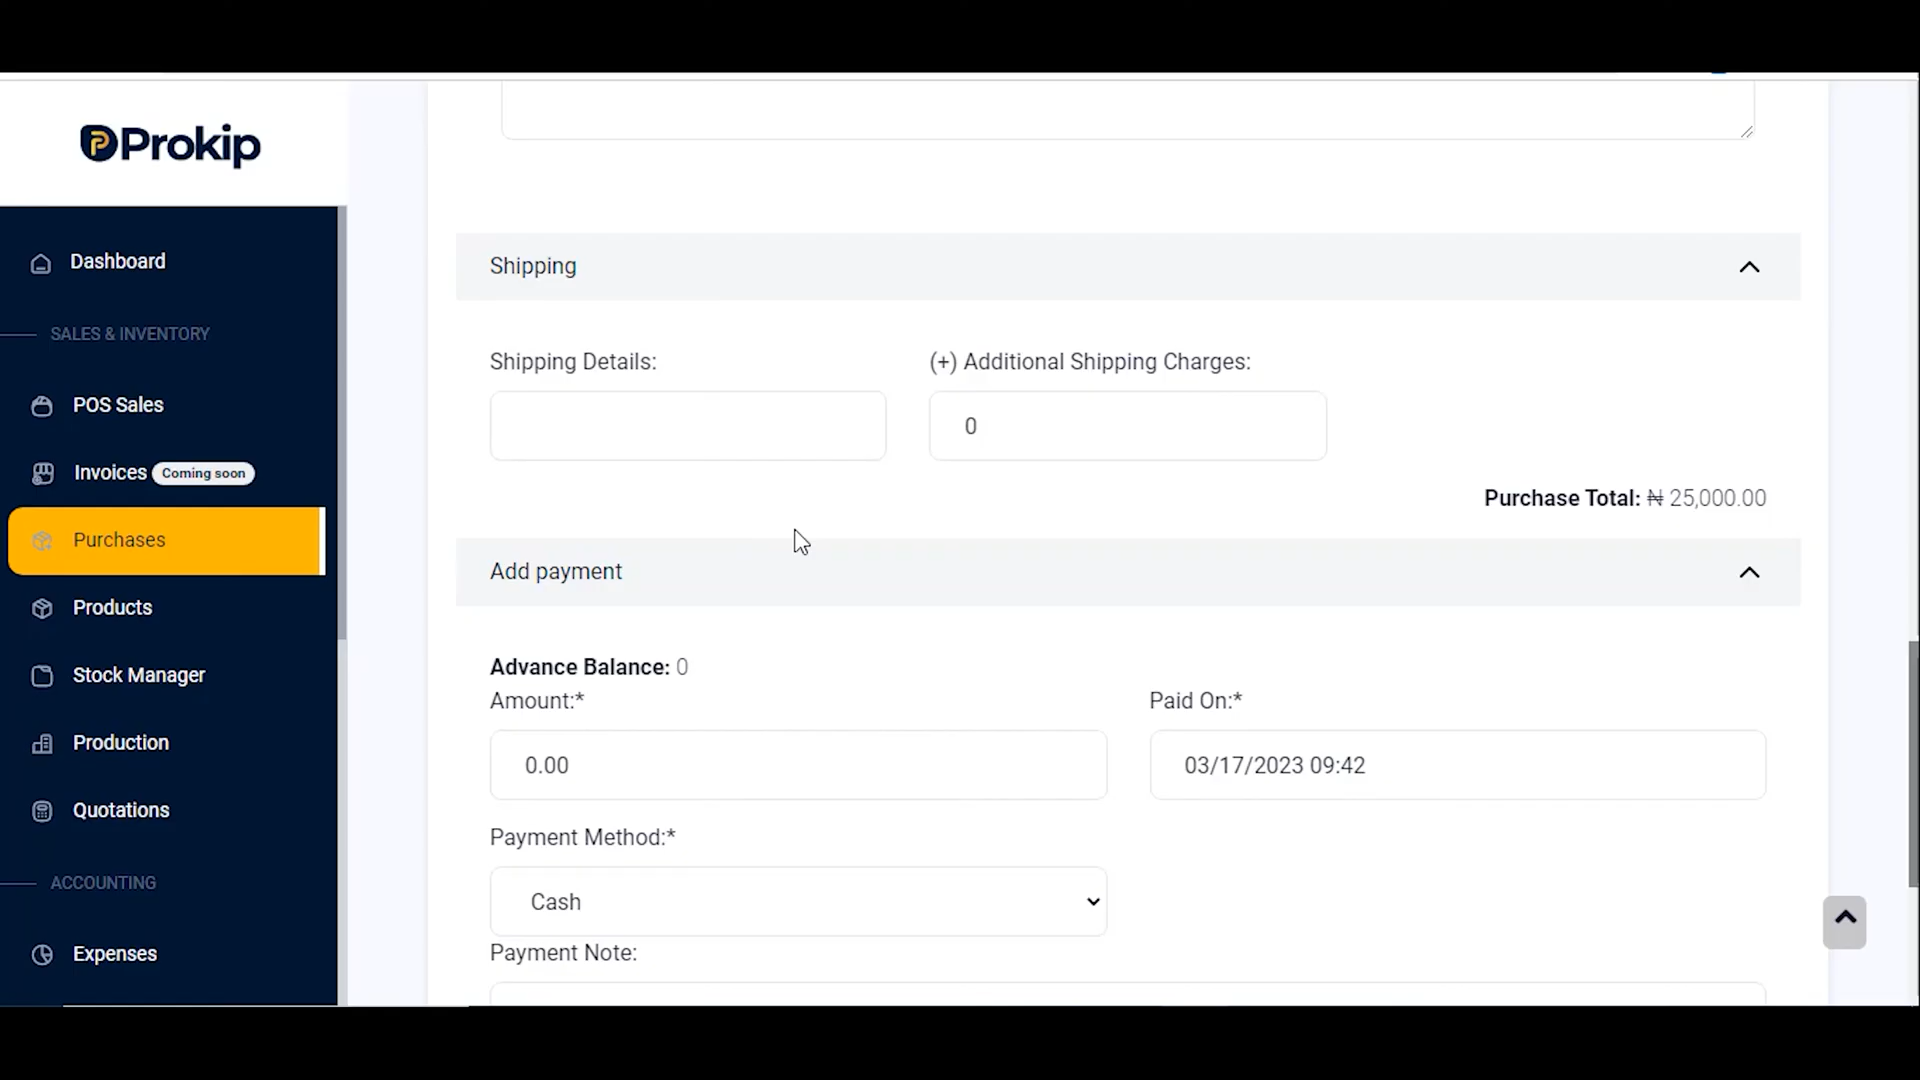 Prokip
Dashboard
SALES & INVENTORY
POS Sales
Invoices Coming soon
Purchases
Products
Stock Manager
Production
Quotations
ACCOUNTING
Expenses
Shipping
Shipping Details:
(+) Additional Shipping Charges:
0
Purchase Total: ₦ 25,000.00
Add payment
Advance Balance: 0
Amount:*
Paid On:*
0.00
03/17/2023 09:42
Payment Method:*
Cash
Payment Note: